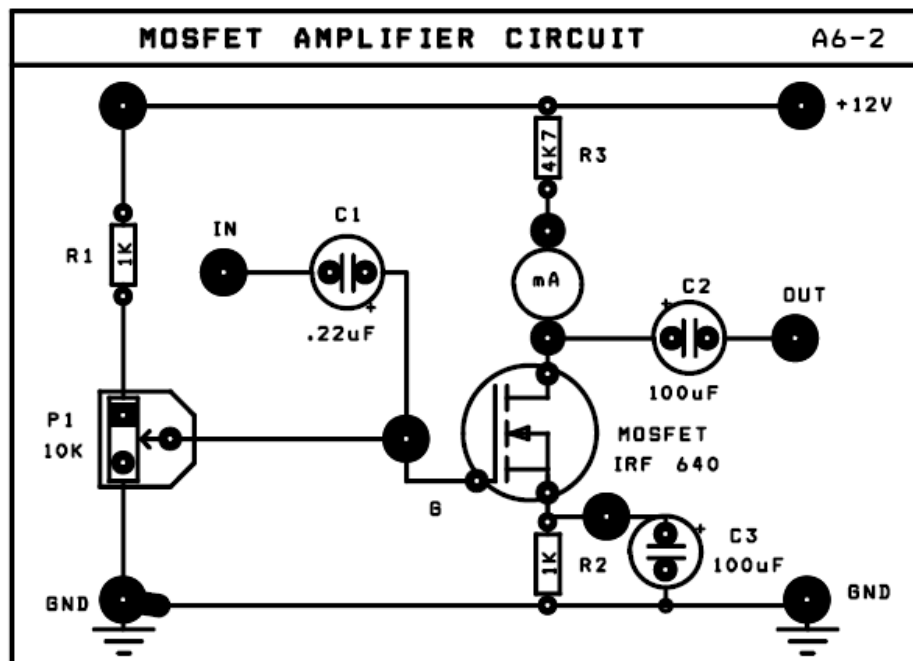 MOSFET AMPLIFIER CIRCUIT A6-2
+12V
4K7 R3
IN C1
R1 1K
mA
C2 OUT
+
+
.22uF
100uF
P1
10K
MOSFET
IRF 640
G
+
1K R2 C3
100uF
GND GND